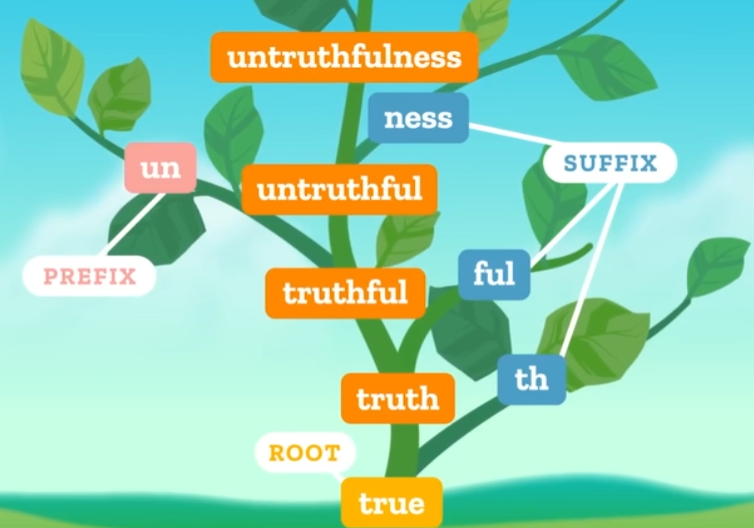 untruthfulness
ness
SUFFIX
un
untruthful
PREFIX
ful
truthful
th
truth
ROOT
true